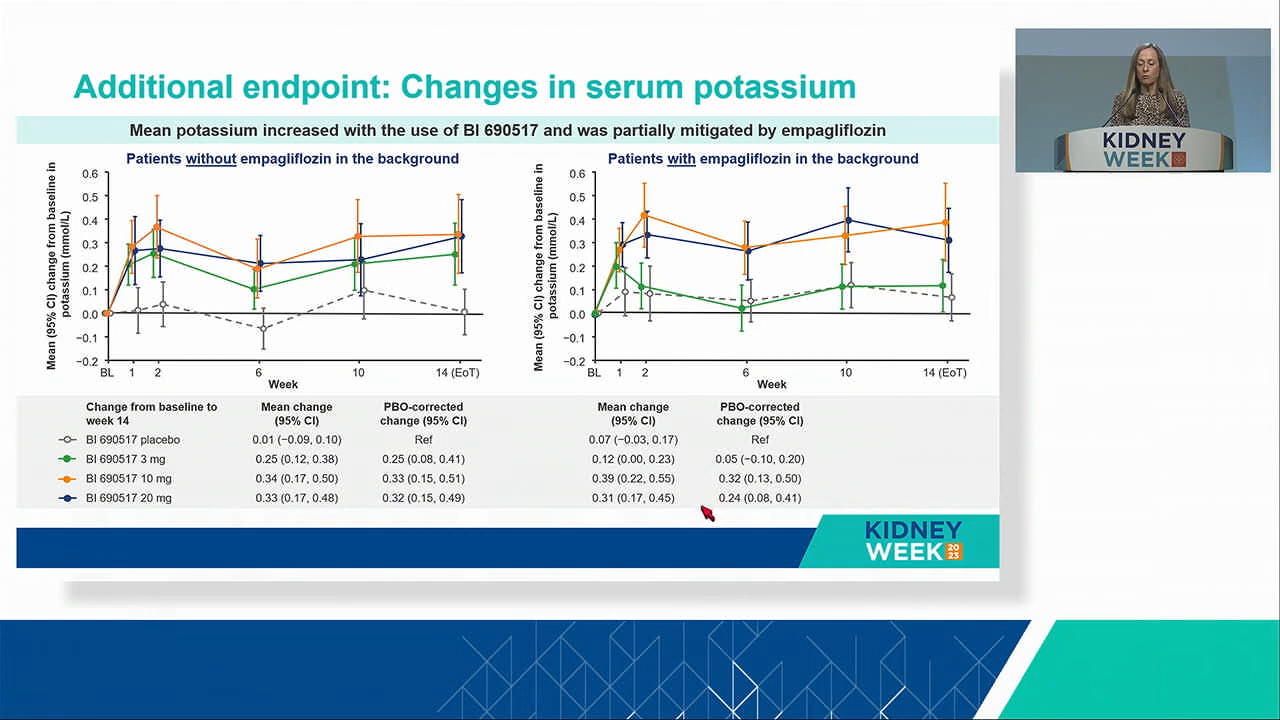 Additional endpoint: Changes in serum potassium
Mean potassium increased with the use of BI 690517 and was partially mitigated by empagliflozin
Patients without empagliflozin in the background
Mean (95% CI) change from baseline in
potassium (mmol/L)
0.6
0.5
0.4
0.3
0.2
0.1
0.0
−0.1
−0.2
BL 1 2 6 10 14 (EoT)
Week
Patients with empagliflozin in the background
Mean (95% CI) change from baseline in
potassium (mmol/L)
0.6
0.5
0.4
0.3
0.2
0.1
0.0
−0.1
−0.2
BL 1 2 6 10 14 (EoT)
Week
Change from baseline to Mean change PBO-corrected Mean change PBO-corrected
week 14 (95% CI) change (95% CI) (95% CI) change (95% CI)
BI 690517 placebo 0.01 (−0.09, 0.10) Ref 0.07 (−0.03, 0.17) Ref
BI 690517 3 mg 0.25 (0.12, 0.38) 0.25 (0.08, 0.41) 0.12 (0.00, 0.23) 0.05 (−0.10, 0.20)
BI 690517 10 mg 0.34 (0.17, 0.50) 0.33 (0.15, 0.51) 0.39 (0.22, 0.55) 0.32 (0.13, 0.50)
BI 690517 20 mg 0.33 (0.17, 0.48) 0.32 (0.15, 0.49) 0.31 (0.17, 0.45) 0.24 (0.08, 0.41)
KIDNEY
WEEK 20
23
KIDNEY
WEEK